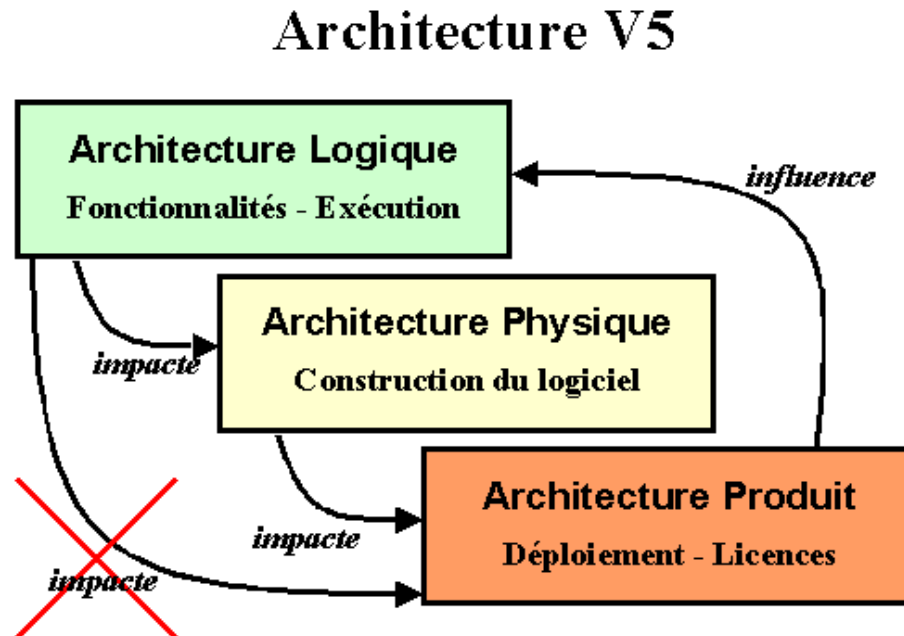 Architecture V5
Architecture Logique
Fonctionnalités - Exécution
influence
Architecture Physique
impacte
Construction du logiciel
Architecture Produit
impacte
Déploiement - Licences
impacte